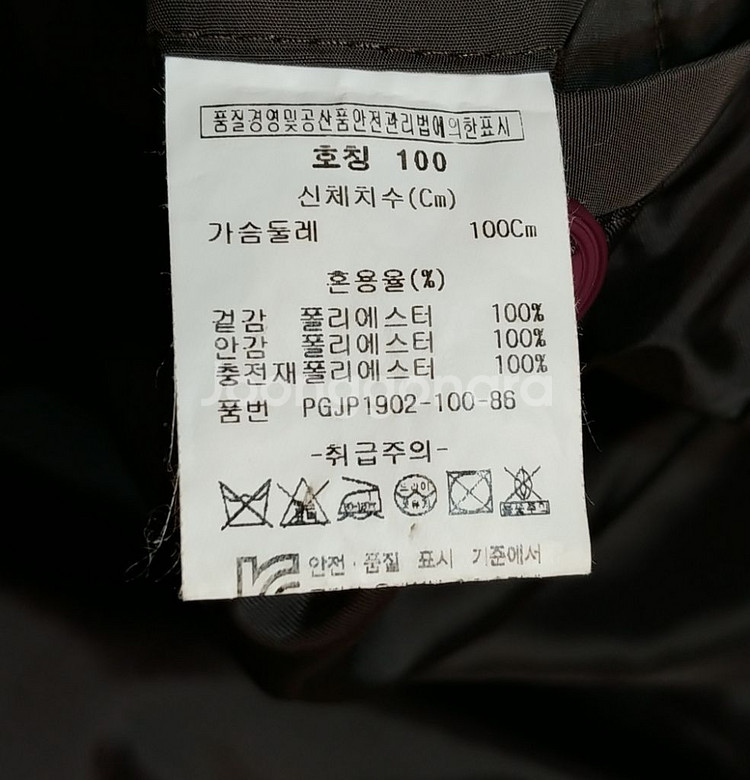 품질경영및공산품안전관리법에의한표시
호칭 100
신체치수(Cm)
가슴둘레 100Cm
혼용율(%)
겉감 폴리에스터 100%
안감 폴리에스터 100%
충전재 폴리에스터 100%
Joonggonara
품번 PGJP1902-100-86
-취급주의-
드라이
안전·품질 표시 기준에서